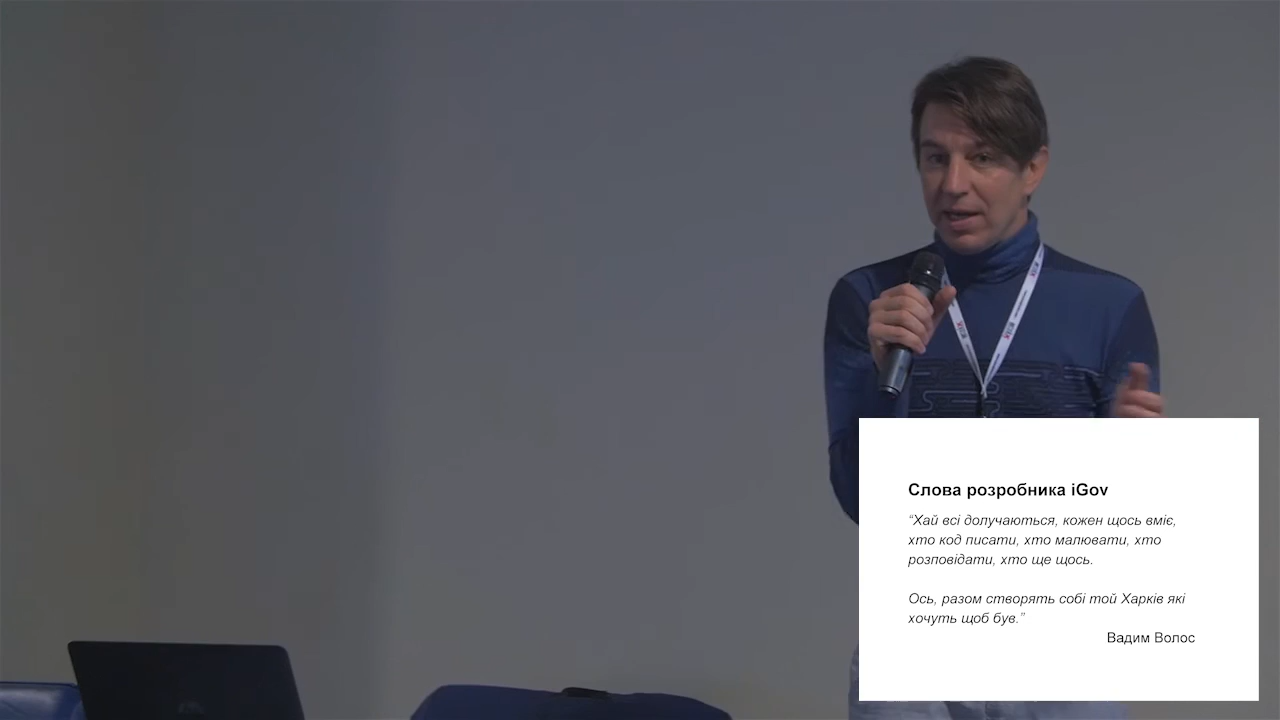 Слова розробника iGov
“Хай всі долучаються, кожен щось вміє,
хто код писати, хто малювати, хто
розповідати, хто ще щось.
Ось, разом створять собі той Харків які
хочуть щоб був.”
Вадим Волос